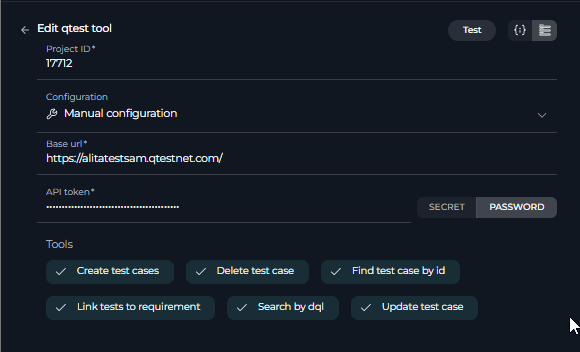 Edit qtest tool
Test
Project ID*
17712
Configuration
Manual configuration
Base url*
https://alitatestsam.qtestnet.com/
API token*
SECRET PASSWORD
Tools
Create test cases Delete test case Find test case by id
Link tests to requirement Search by dql Update test case